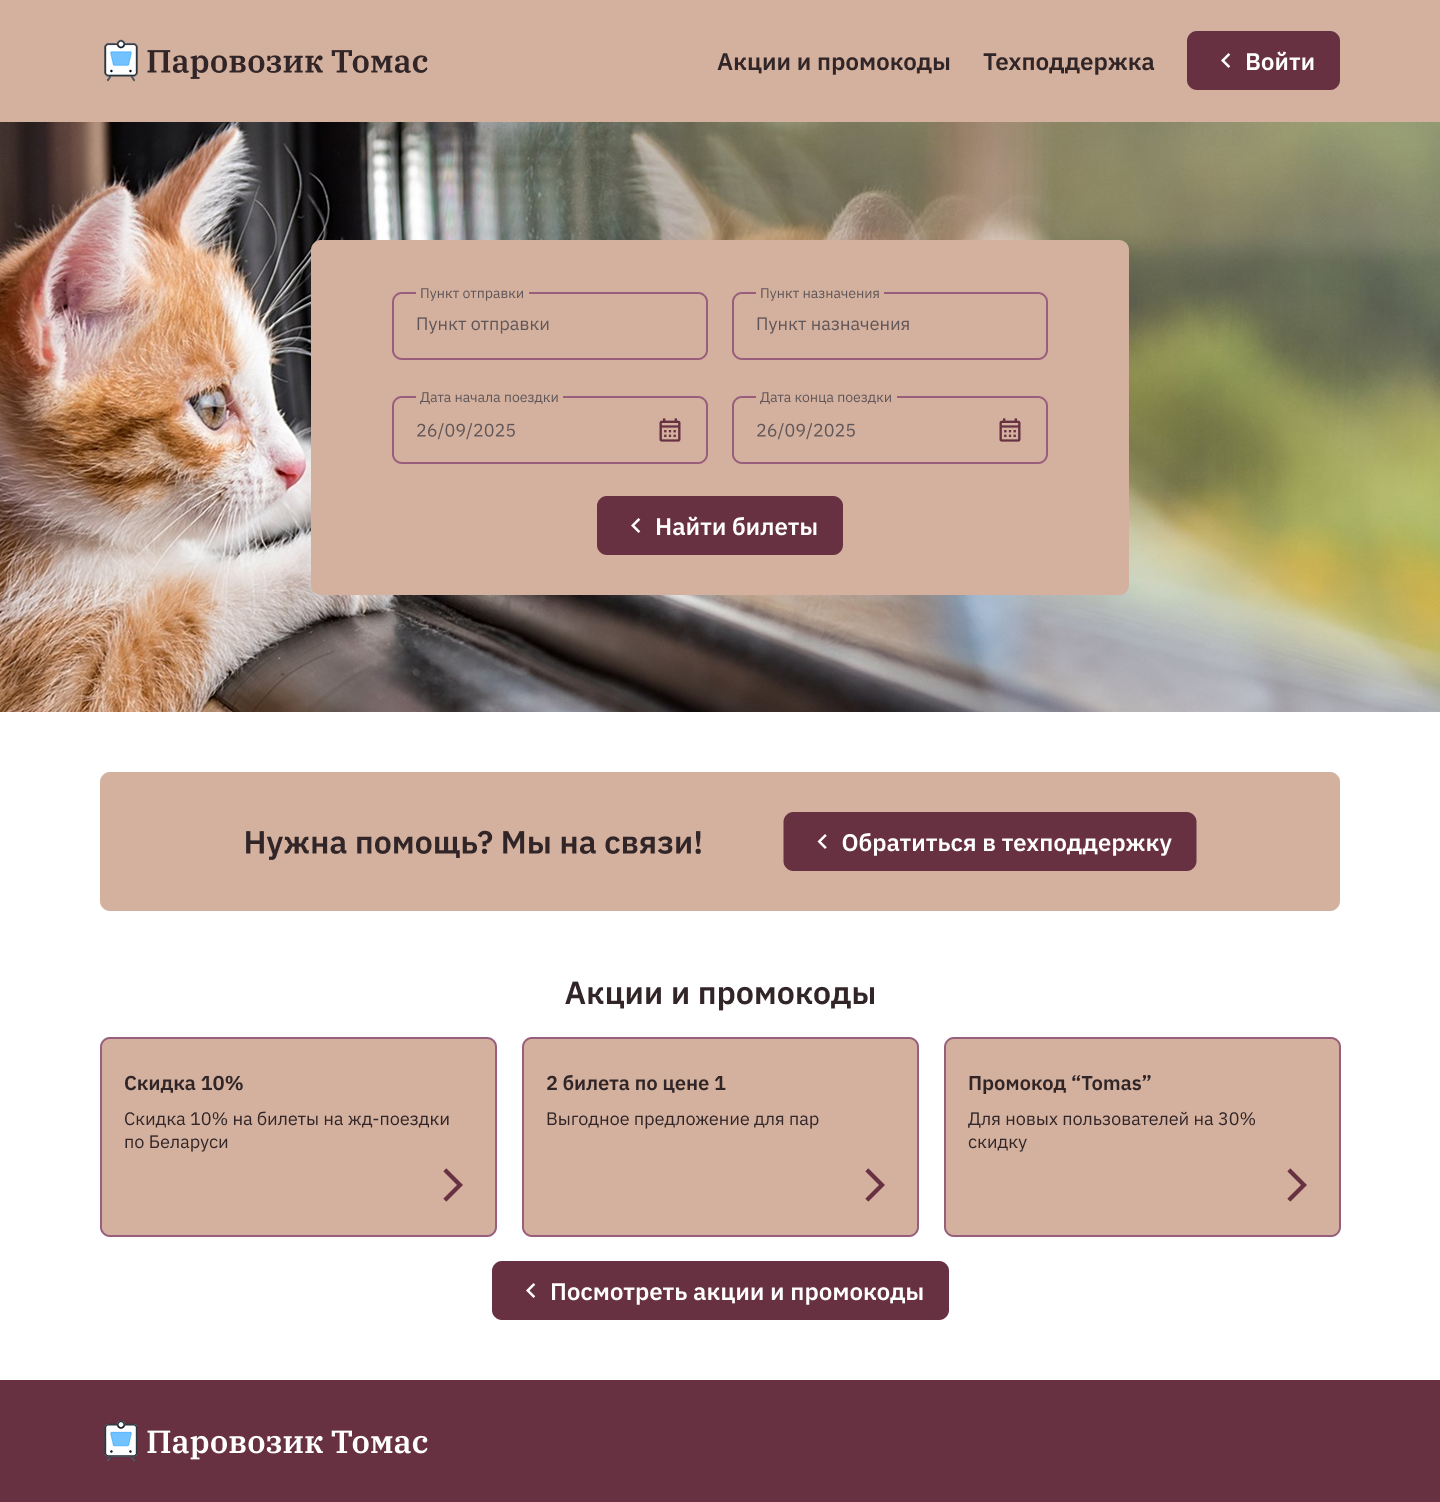 Паровозик Томас
Акции и промокоды
Техподдержка
Войти
Пункт отправки
Пункт отправки
Пункт назначения
Пункт назначения
Дата начала поездки
26/09/2025
Дата конца поездки
26/09/2025
Найти билеты
Нужна помощь? Мы на связи!
Обратиться в техподдержку
Акции и промокоды
Скидка 10%
Скидка 10% на билеты на жд-поездки
по Беларуси
2 билета по цене 1
Выгодное предложение для пар
Промокод “Tomas”
Для новых пользователей на 30%
скидку
Посмотреть акции и промокоды
Паровозик Томас